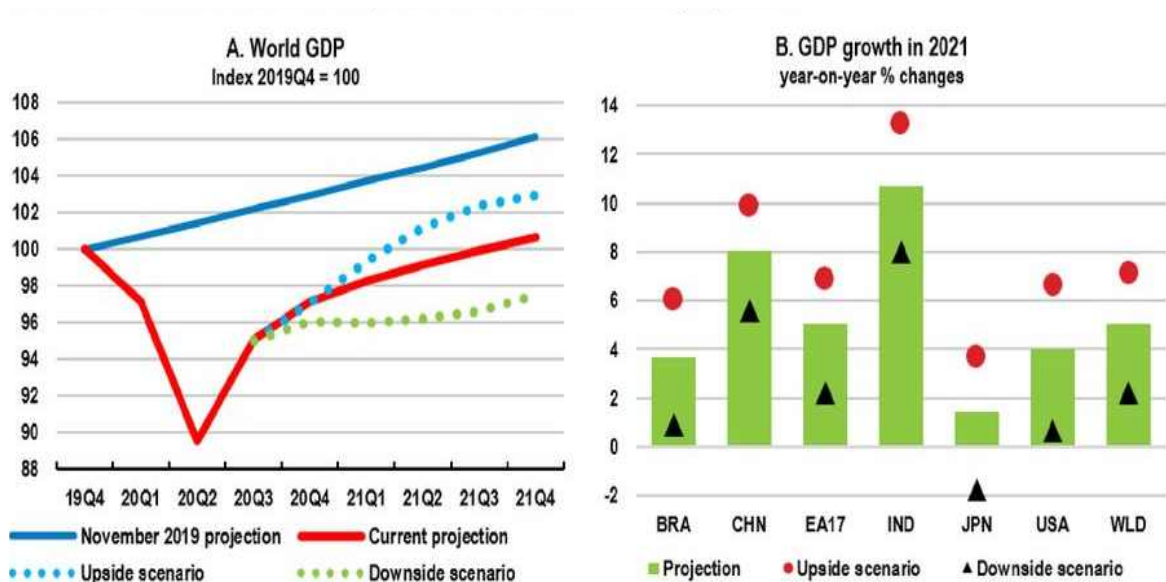 A. World GDP
Index 2019Q4 = 100
108
106
104
102
100
98
96
94
92
90
88
19Q4 20Q1 20Q2 20Q3 20Q4 21Q1 21Q2 21Q3 21Q4
November 2019 projection Current projection
Upside scenario Downside scenario
B. GDP growth in 2021
year-on-year % changes
14
12
10
8
6
4
2
0
-2
BRA CHN EA17 IND JPN USA WLD
Projection Upside scenario Downside scenario